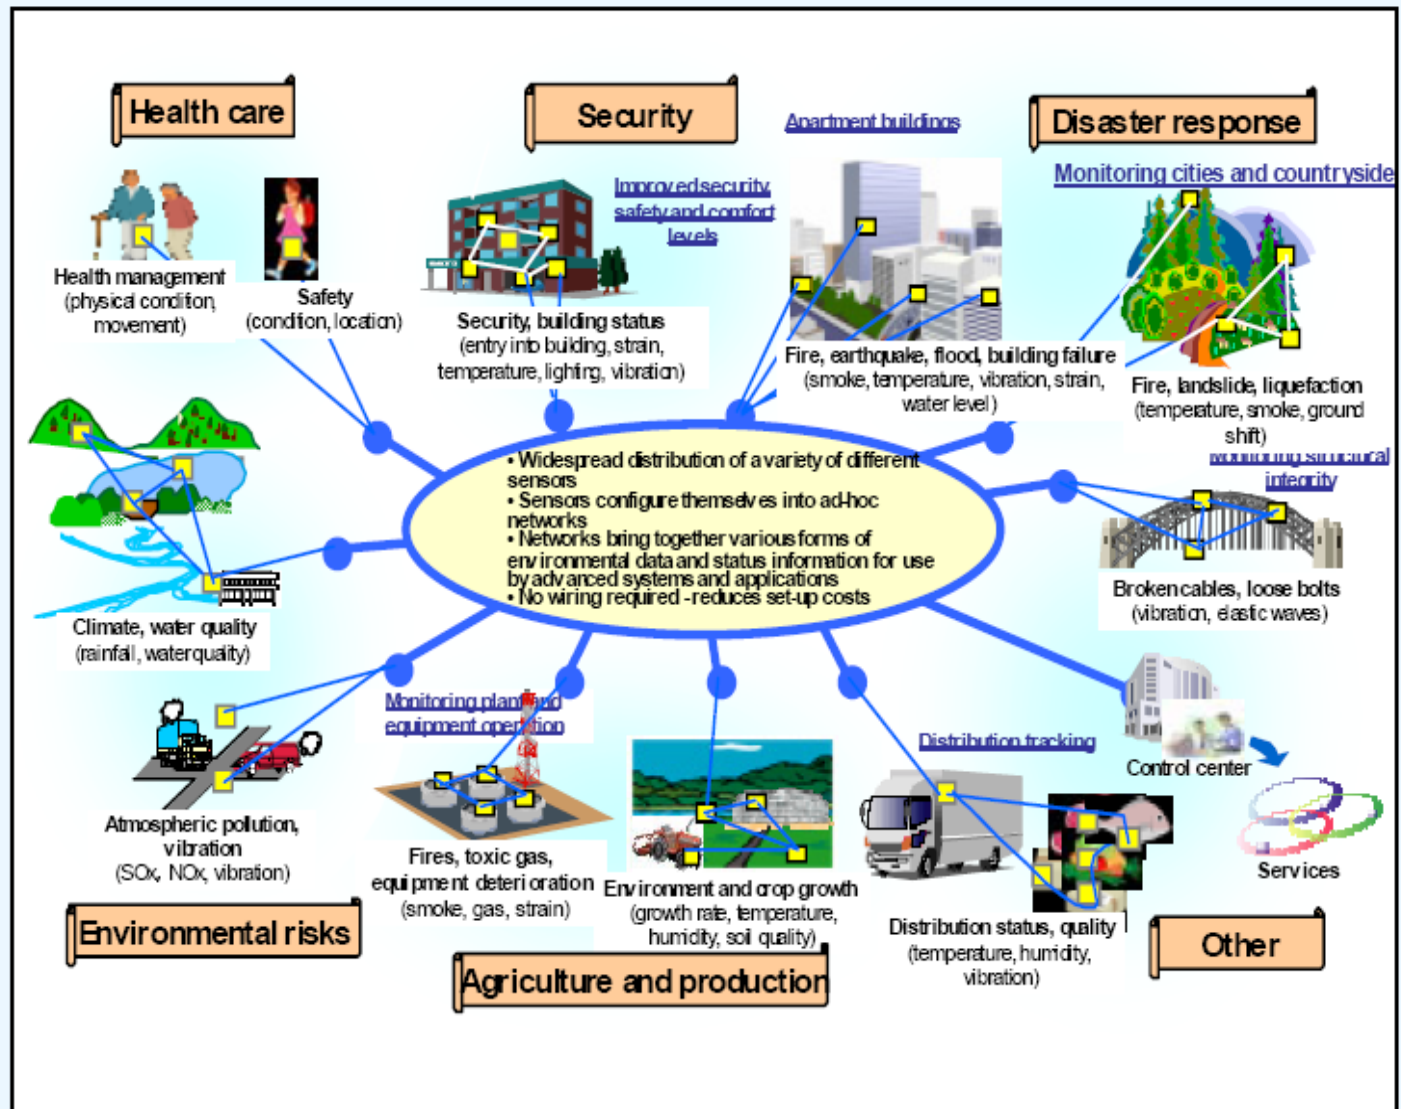 Health care
Security
Disaster response
Apartment buildings
Monitoring cities and countryside
Improved security,
safety and comfort
levels
Health management
(physical condition,
movement)
Safety
(condition, location)
Security, building status
(entry into building, strain,
temperature, lighting, vibration)
Fire, earthquake, flood, building failure
(smoke, temperature, vibration, strain,
water level)
Fire, landslide, liquefaction
(temperature, smoke, ground
shift)
Monitoring structural
integrity
• Widespread distribution of a variety of different
sensors
• Sensors configure themselves into ad-hoc
networks
• Networks bring together various forms of
environmental data and status information for use
by advanced systems and applications
• No wiring required - reduces set-up costs
Broken cables, loose bolts
(vibration, elastic waves)
Climate, water quality
(rainfall, water quality)
Monitoring plant and
equipment operation
Distribution tracking
Control center
Atmospheric pollution,
vibration
(SOx, NOx, vibration)
Fires, toxic gas,
equipment deterioration
(smoke, gas, strain)
Environment and crop growth
(growth rate, temperature,
humidity, soil quality)
Distribution status, quality
(temperature, humidity,
vibration)
Services
Environmental risks
Agriculture and production
Other